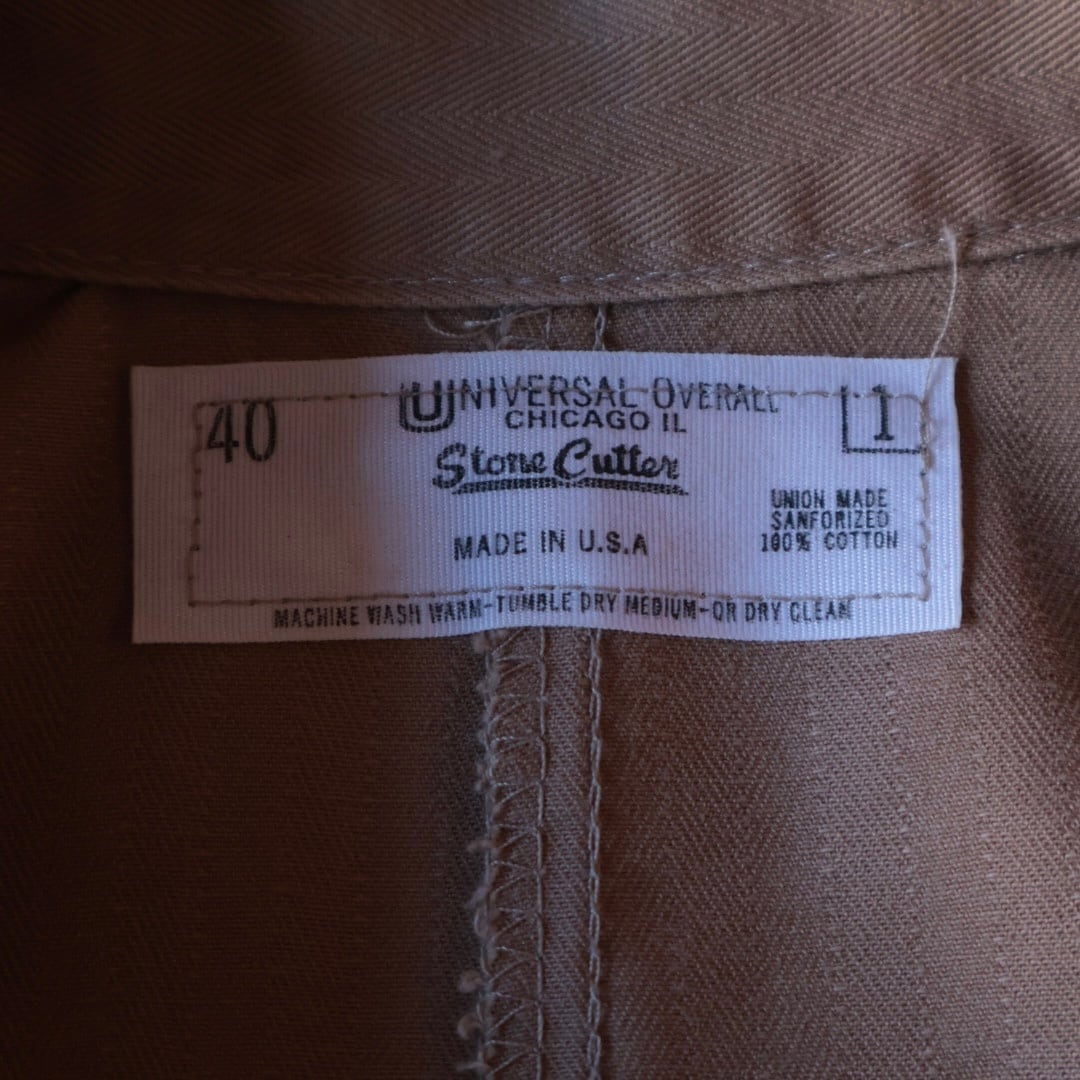 40
UNIVERSAL OVERALL
1
CHICAGO IL
Stone Cutter
UNION MADE
SANFORIZED
100% COTTON
MADE IN U.S.A
MACHINE WASH WARM-TUMBLE DRY MEDIUM-OR DRY CLEAN